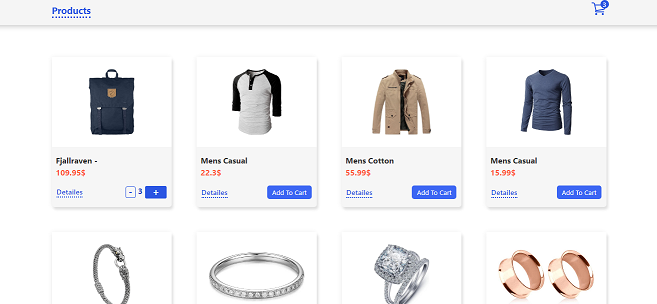 Products
3
Fjallraven -
109.95$
Detailes - 3 +
Mens Casual
22.3$
Detailes Add To Cart
Mens Cotton
55.99$
Detailes Add To Cart
Mens Casual
15.99$
Detailes Add To Cart